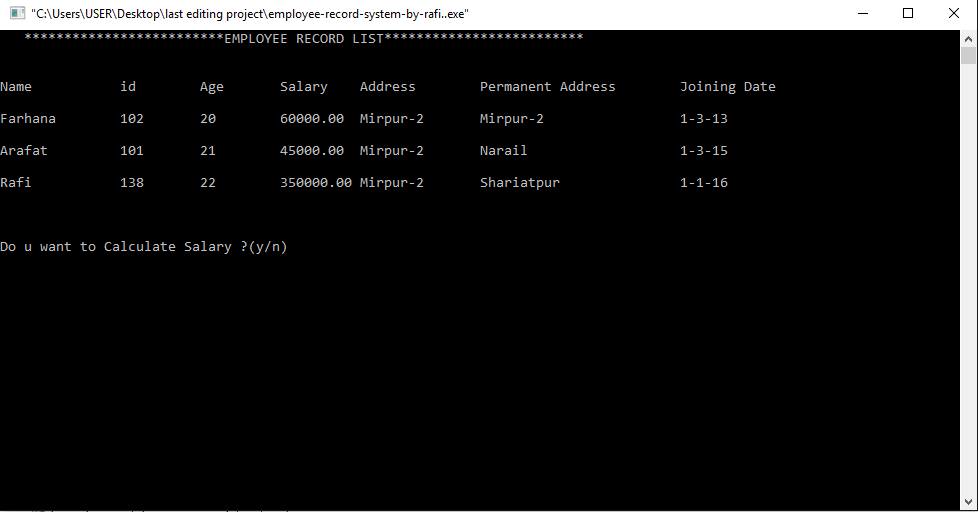 "C:\Users\USER\Desktop\last editing project\employee-record-system-by-rafi..exe"
*************************EMPLOYEE RECORD LIST*************************
Name id Age Salary Address Permanent Address Joining Date
Farhana 102 20 60000.00 Mirpur-2 Mirpur-2 1-3-13
Arafat 101 21 45000.00 Mirpur-2 Narail 1-3-15
Rafi 138 22 350000.00 Mirpur-2 Shariatpur 1-1-16
Do u want to Calculate Salary ?(y/n)